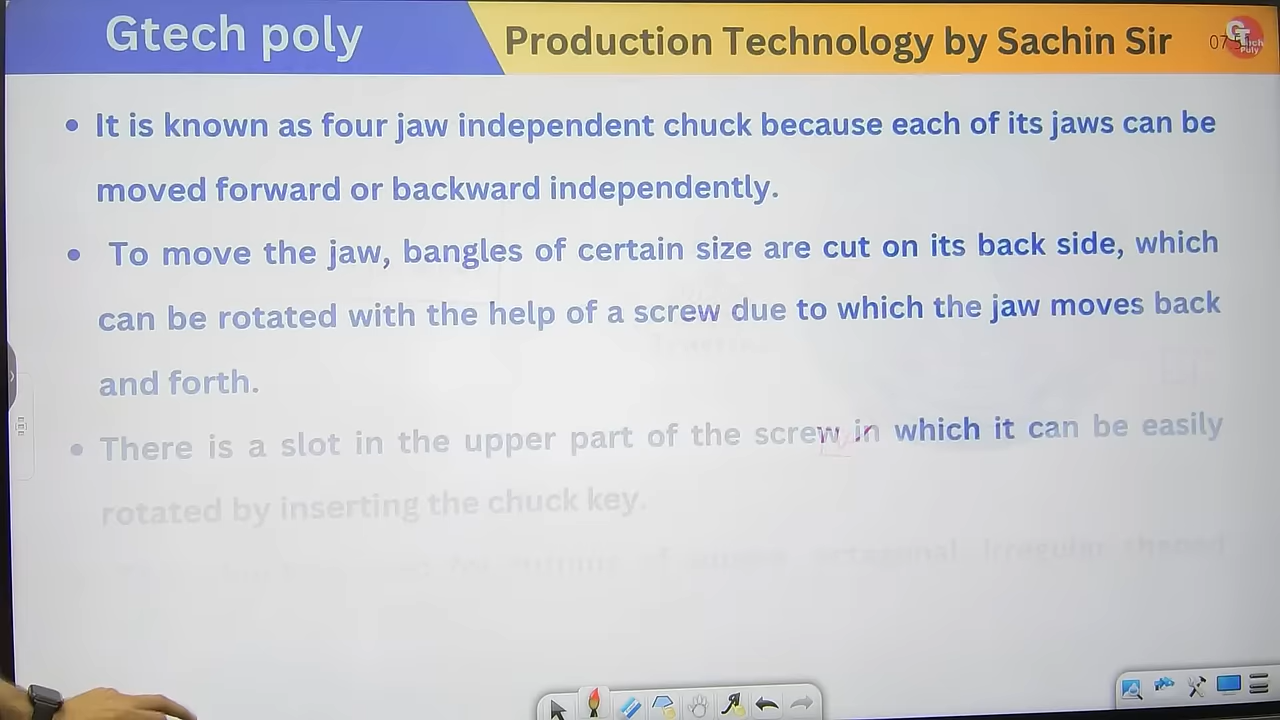 Gtech poly
Production Technology by Sachin Sir
• It is known as four jaw independent chuck because each of its jaws can be
moved forward or backward independently.
• To move the jaw, bangles of certain size are cut on its back side, which
can be rotated with the help of a screw due to which the jaw moves back
and forth.
• There is a slot in the upper part of the screw in which it can be easily
rotated by inserting the chuck key.
octagonal irregular shaped